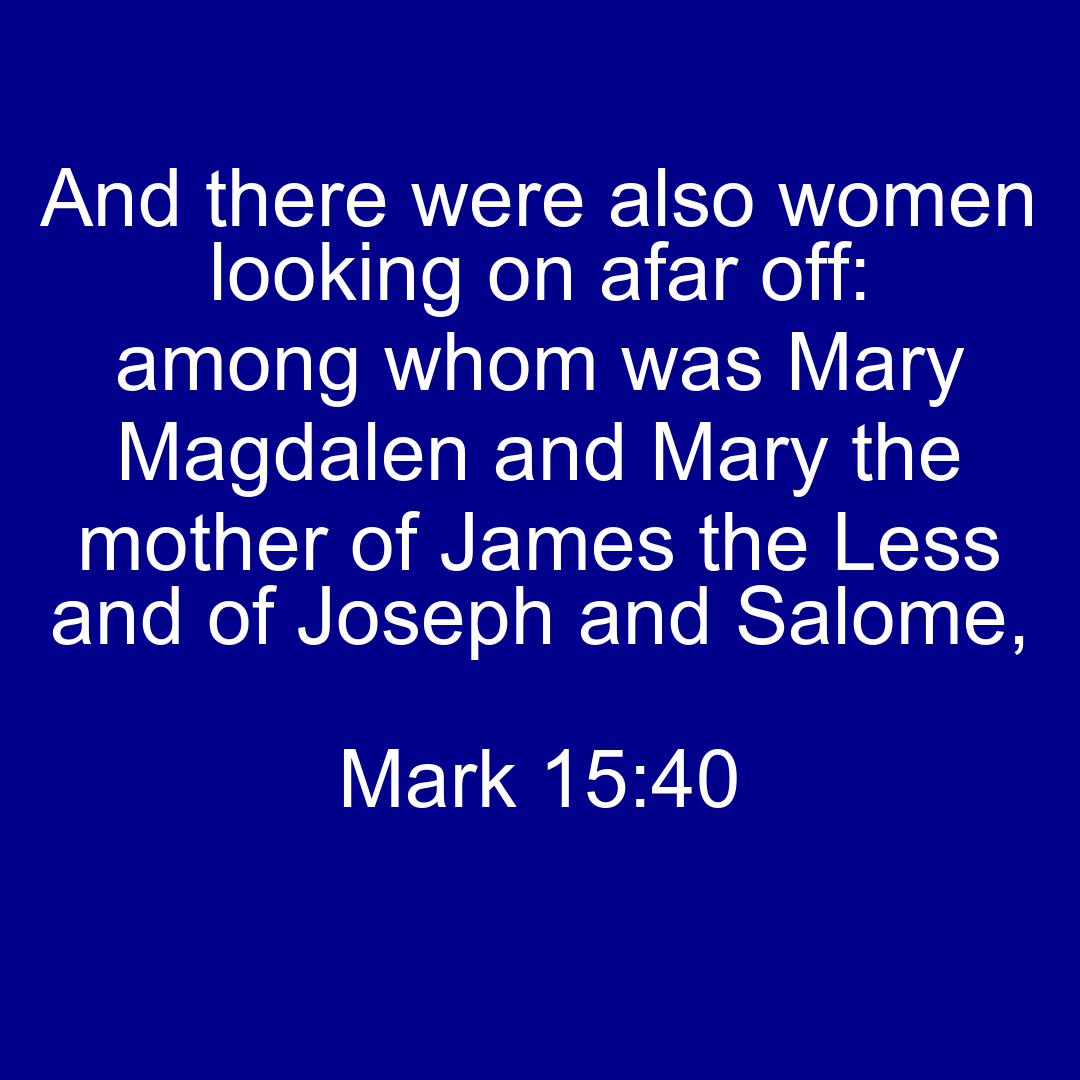 And there were also women
looking on afar off:
among whom was Mary
Magdalen and Mary the
mother of James the Less
and of Joseph and Salome,
Mark 15:40